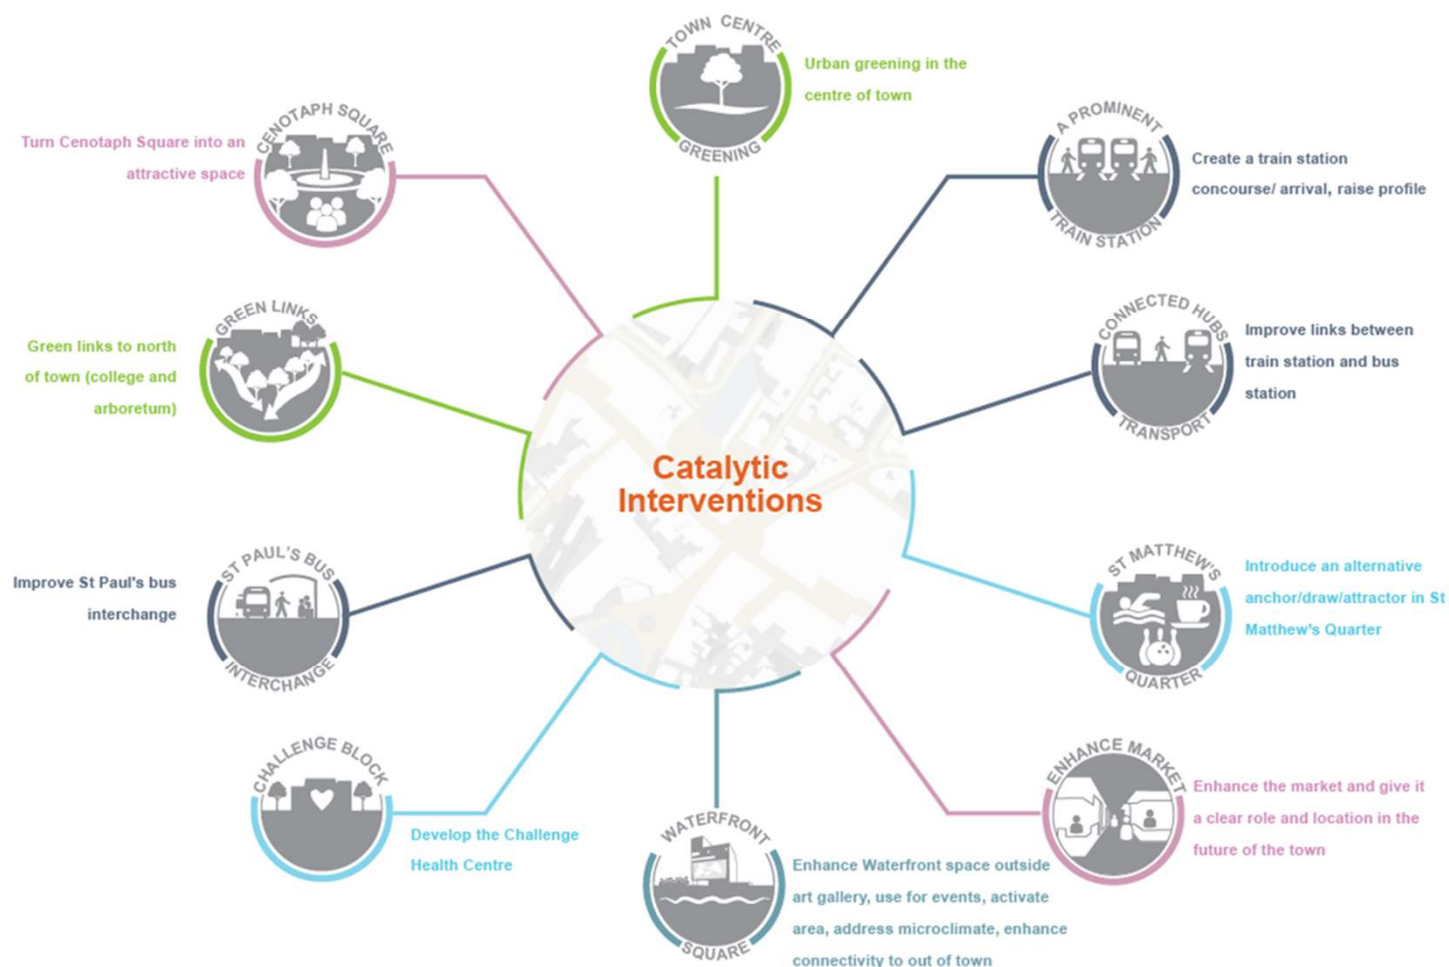 TOWN CENTRE
GREENING
Urban greening in the
centre of town
A PROMINENT
TRAIN STATION
Create a train station
concourse/ arrival, raise profile
CONNECTED HUBS
TRANSPORT
Improve links between
train station and bus
station
ST MATTHEW'S
QUARTER
Introduce an alternative
anchor/draw/attractor in St
Matthew's Quarter
ENHANCE MARKET
Enhance the market and give it
a clear role and location in the
future of the town
WATERFRONT
SQUARE
Enhance Waterfront space outside
art gallery, use for events, activate
area, address microclimate, enhance
connectivity to out of town
CHALLENGE BLOCK
Develop the Challenge
Health Centre
ST PAUL'S BUS
INTERCHANGE
Improve St Paul's bus
interchange
GREEN LINKS
Green links to north
of town (college and
arboretum)
CENOTAPH SQUARE
Turn Cenotaph Square into an
attractive space
Catalytic
Interventions